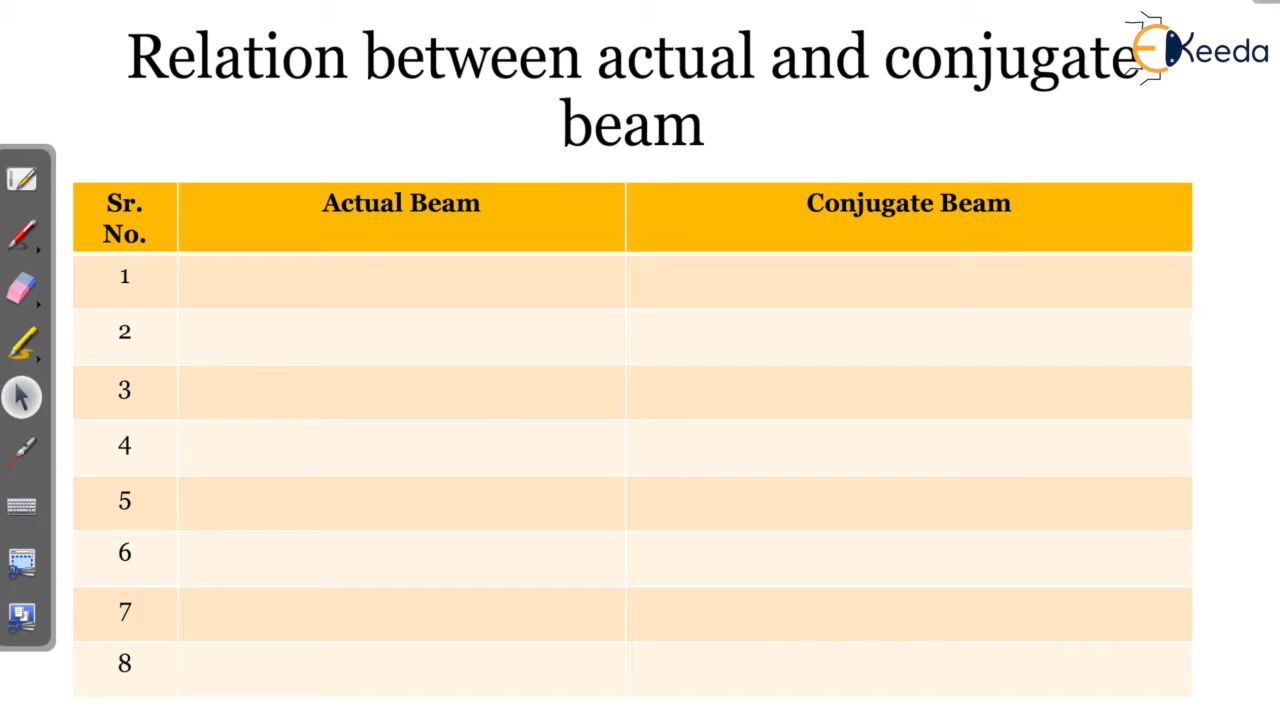 Relation between actual and conjugate
beam
Keeda
Sr.
No.
Actual Beam
Conjugate Beam
1
2
3
4
5
6
7
8